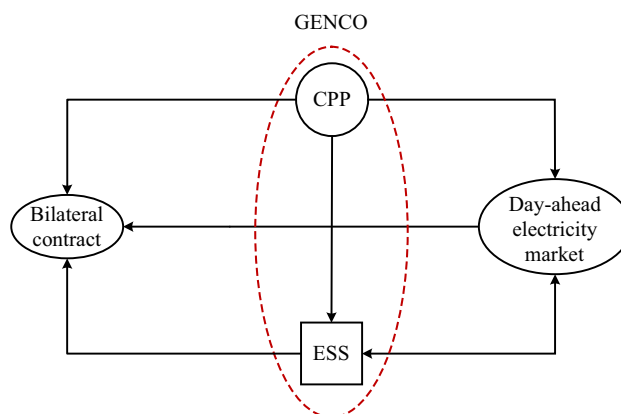 GENCO
CPP
Bilateral
contract
Day-ahead
electricity
market
ESS